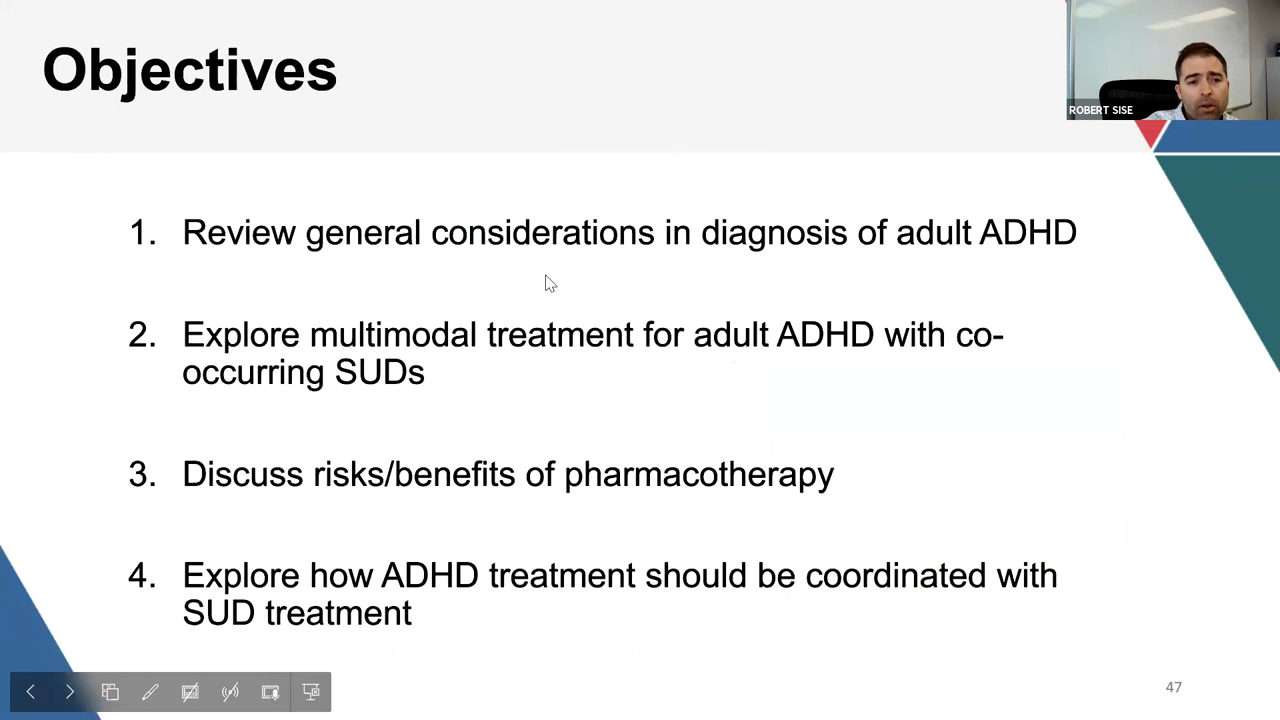 Objectives
ROBERT SISE
1. Review general considerations in diagnosis of adult ADHD
2. Explore multimodal treatment for adult ADHD with co-
occurring SUDs
3. Discuss risks/benefits of pharmacotherapy
4. Explore how ADHD treatment should be coordinated with
SUD treatment
47